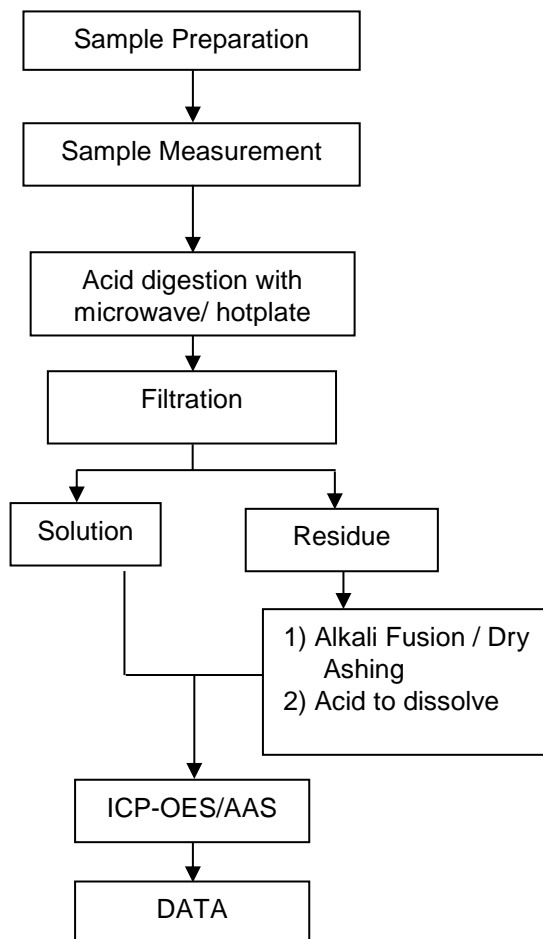 Sample Preparation
Sample Measurement
Acid digestion with
microwave/ hotplate
Filtration
Solution
Residue
1) Alkali Fusion / Dry
Ashing
2) Acid to dissolve
ICP-OES/AAS
DATA